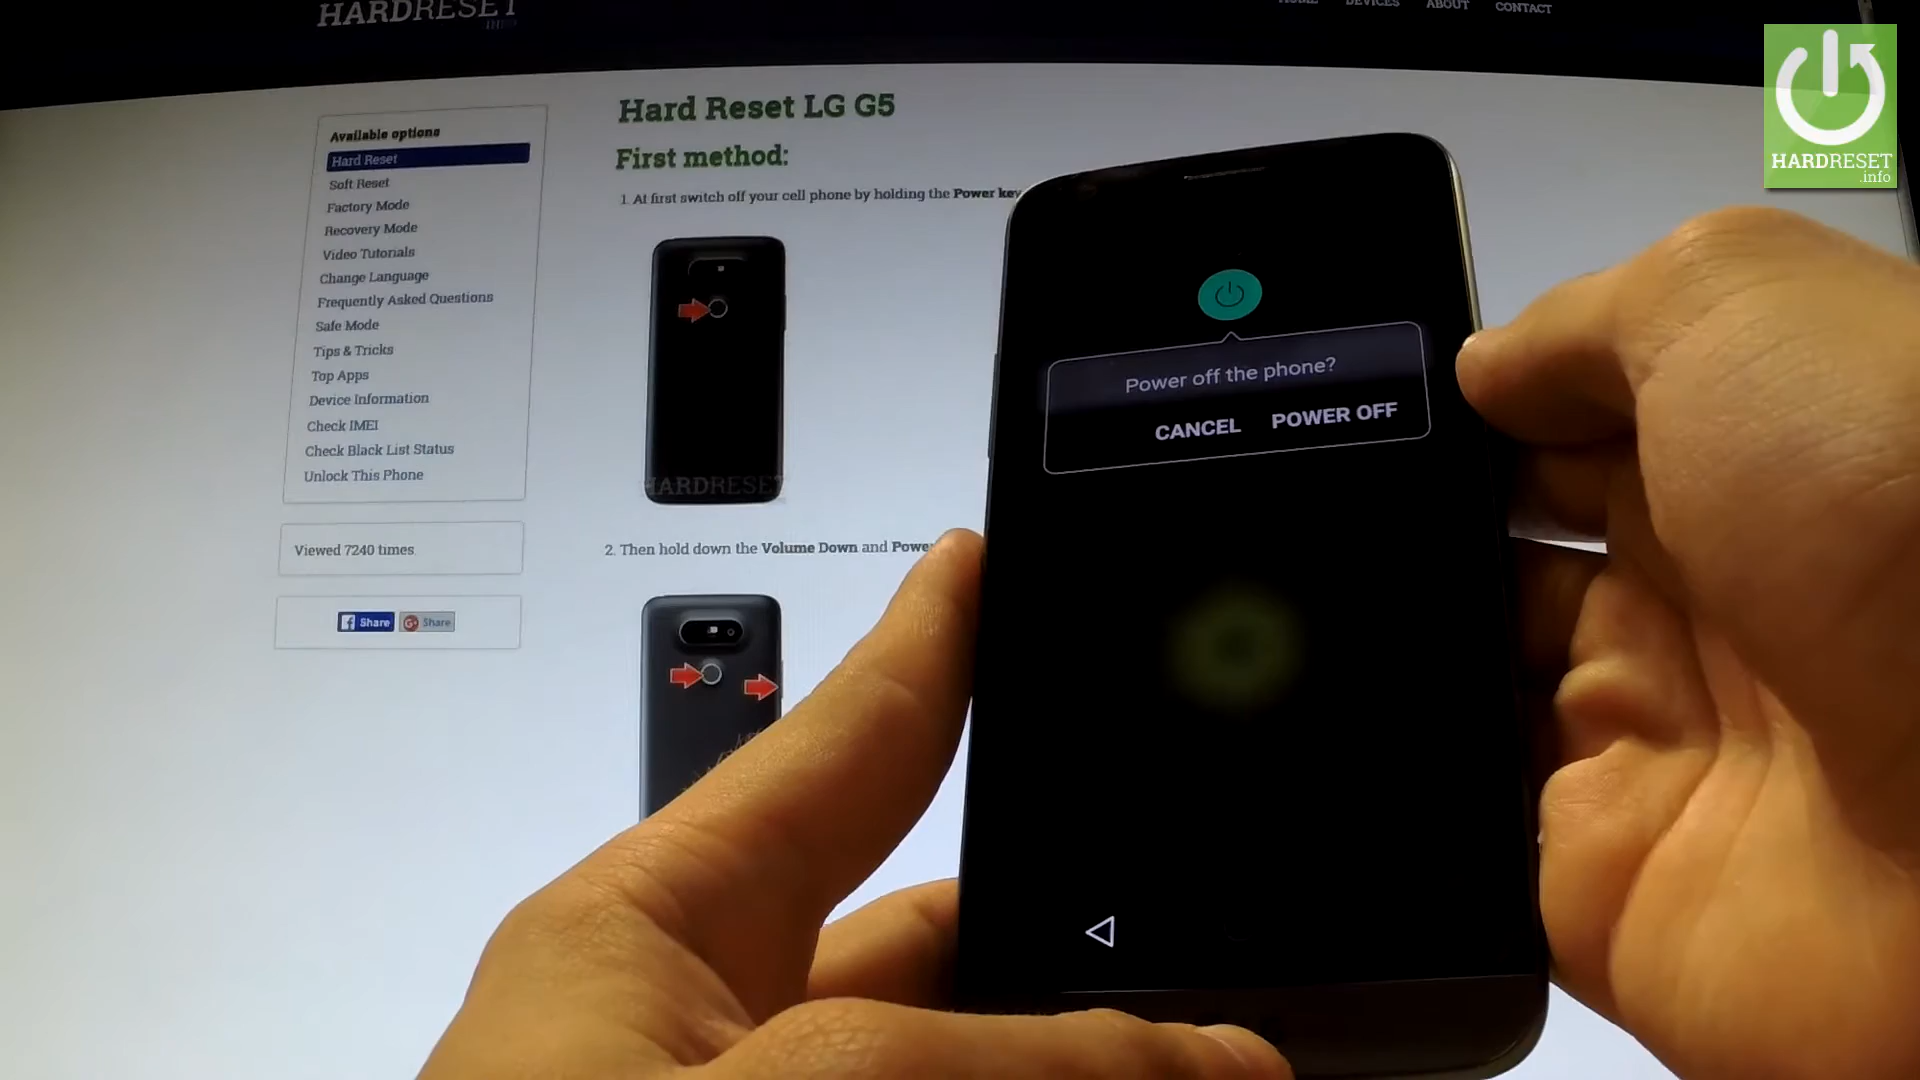 HARDRESET
HOME DEVICES ABOUT CONTACT
HARDRESET
.info
Available options
Hard Reset
Soft Reset
Factory Mode
Recovery Mode
Video Tutorials
Change Language
Frequently Asked Questions
Safe Mode
Tips & Tricks
Top Apps
Device Information
Check IMEI
Check Black List Status
Unlock This Phone
Viewed 7240 times
Share Share
Hard Reset LG G5
First method:
1. At first switch off your cell phone by holding the Power key
HARDRESET
2. Then hold down the Volume Down and Power
Power off the phone?
CANCEL POWER OFF